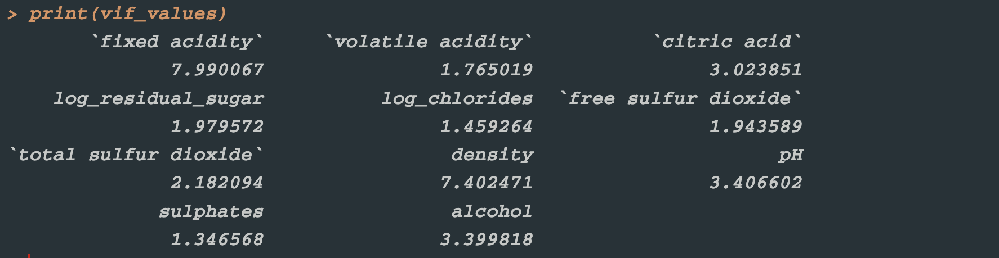 > print(vif_values)
`fixed acidity` `volatile acidity` `citric acid`
7.990067 1.765019 3.023851
log_residual_sugar log_chlorides `free sulfur dioxide`
1.979572 1.459264 1.943589
`total sulfur dioxide` density pH
2.182094 7.402471 3.406602
sulphates alcohol
1.346568 3.399818